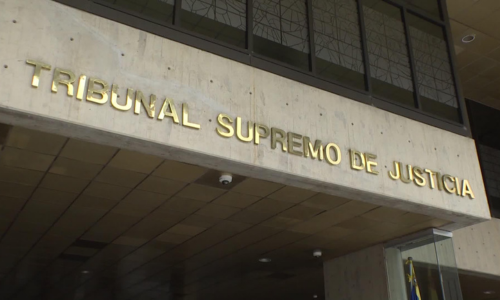 TRIBUNAL SUPREMO DE JUSTICIA